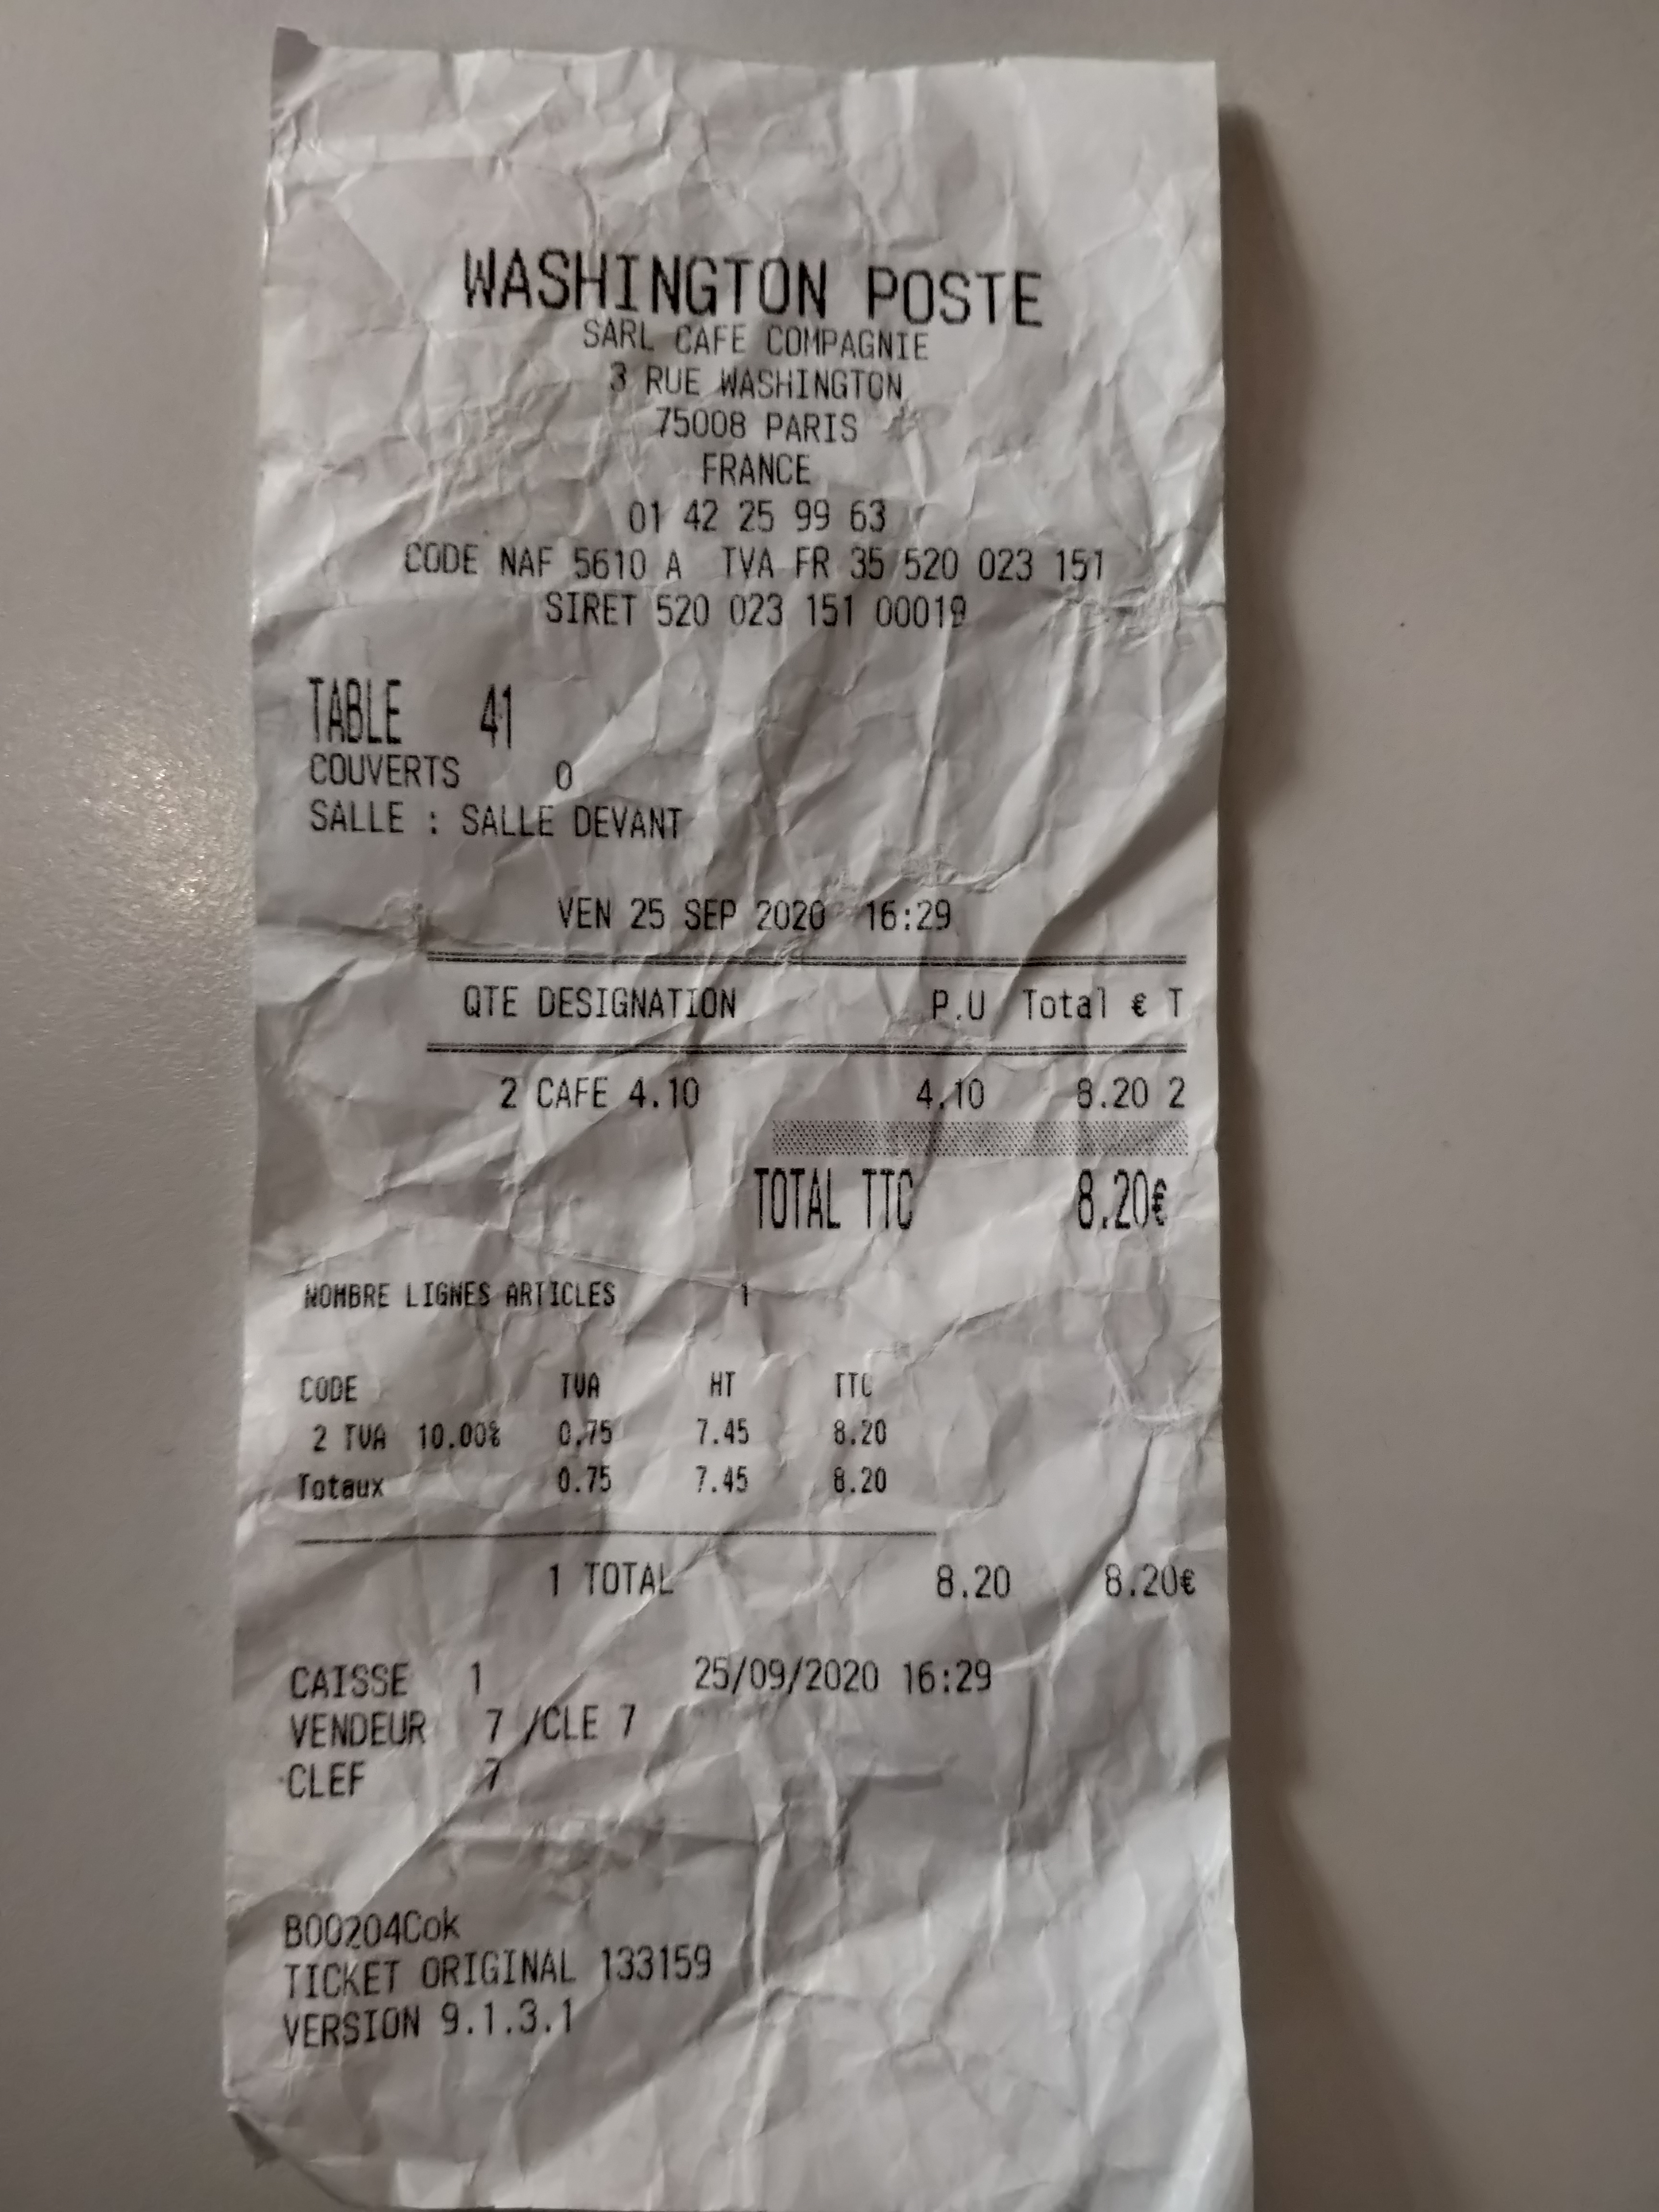 WASHINGTON POSTE
SARL CAFE COMPAGNIE
3 RUE WASHINGTON
75008 PARIS
FRANCE
01 42 25 99 63
CODE NAF 5610 A TVA FR 35 520 023 151
SIRET 520 023 151 00019
TABLE 41
COUVERTS 0
SALLE : SALLE DEVANT
VEN 25 SEP 2020 16:29
QTE DESIGNATION P.U Total € T
2 CAFE 4.10 4.10 8.20 2
TOTAL TTC 8.20€
NOMBRE LIGNES ARTICLES 1
CODE TVA HT TTC
2 TVA 10.00% 0.75 7.45 8.20
Totaux 0.75 7.45 8.20
1 TOTAL 8.20 8.20€
CAISSE 1 25/09/2020 16:29
VENDEUR 7 /CLE 7
CLEF 7
B00204Cok
TICKET ORIGINAL 133159
VERSION 9.1.3.1